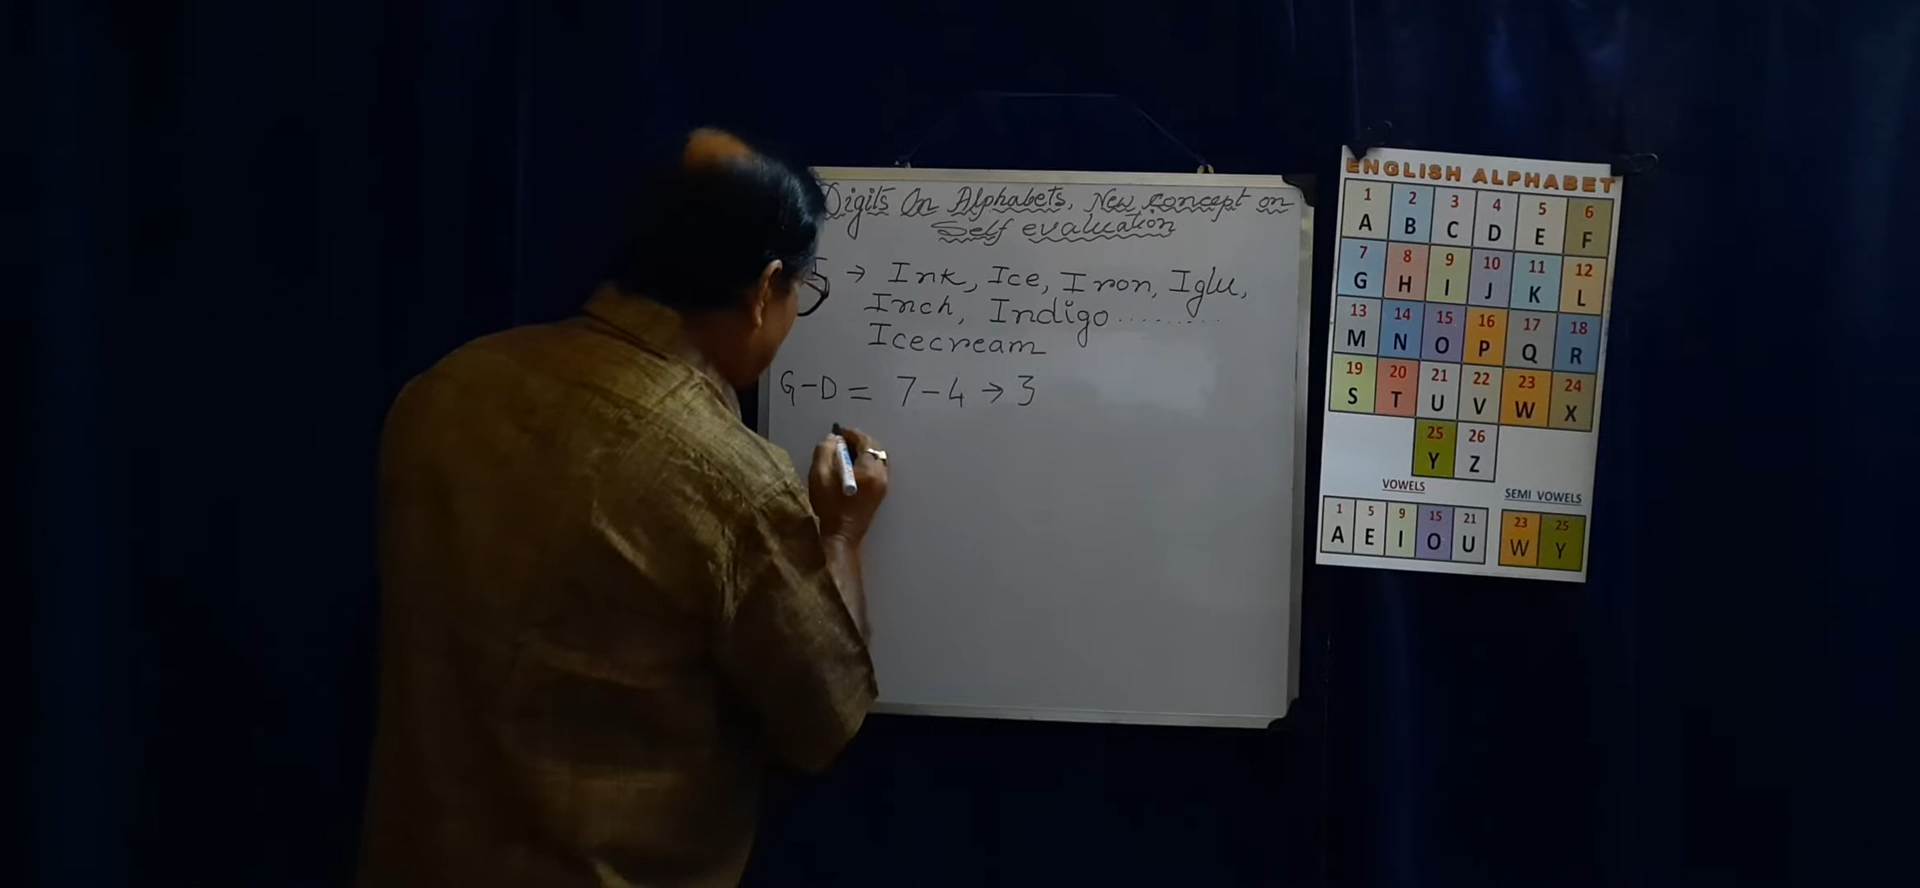 Digits On Alphabets, New concept on
Self evaluation
I → Ink, Ice, Iron, Iglu,
Inch, Indigo.........
Icecream
G-D = 7-4 → 3
ENGLISH ALPHABET
1 2 3 4 5 6
A B C D E F
7 8 9 10 11 12
G H I J K L
13 14 15 16 17 18
M N O P Q R
19 20 21 22 23 24
S T U V W X
25 26
Y Z
VOWELS SEMI VOWELS
1 5 9 15 21 23 25
A E I O U W Y